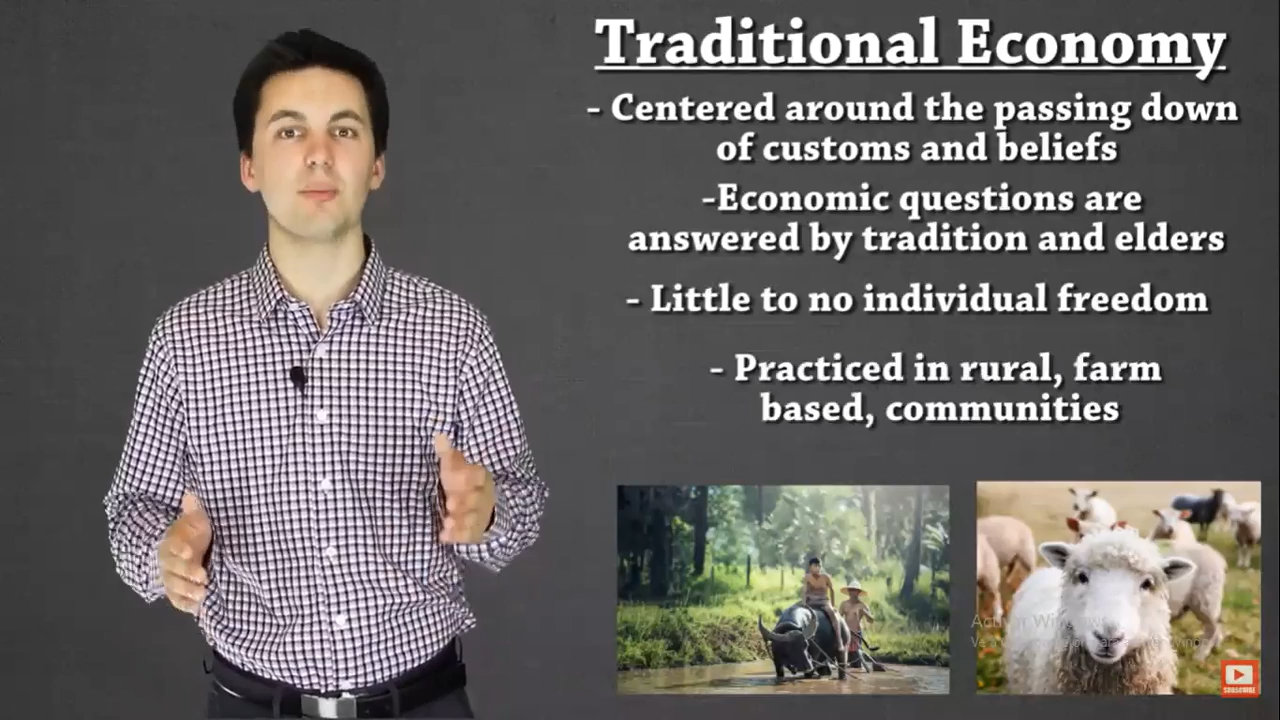 Traditional Economy
- Centered around the passing down
of customs and beliefs
-Economic questions are
answered by tradition and elders
- Little to no individual freedom
- Practiced in rural, farm
based, communities
SUBSCRIBE